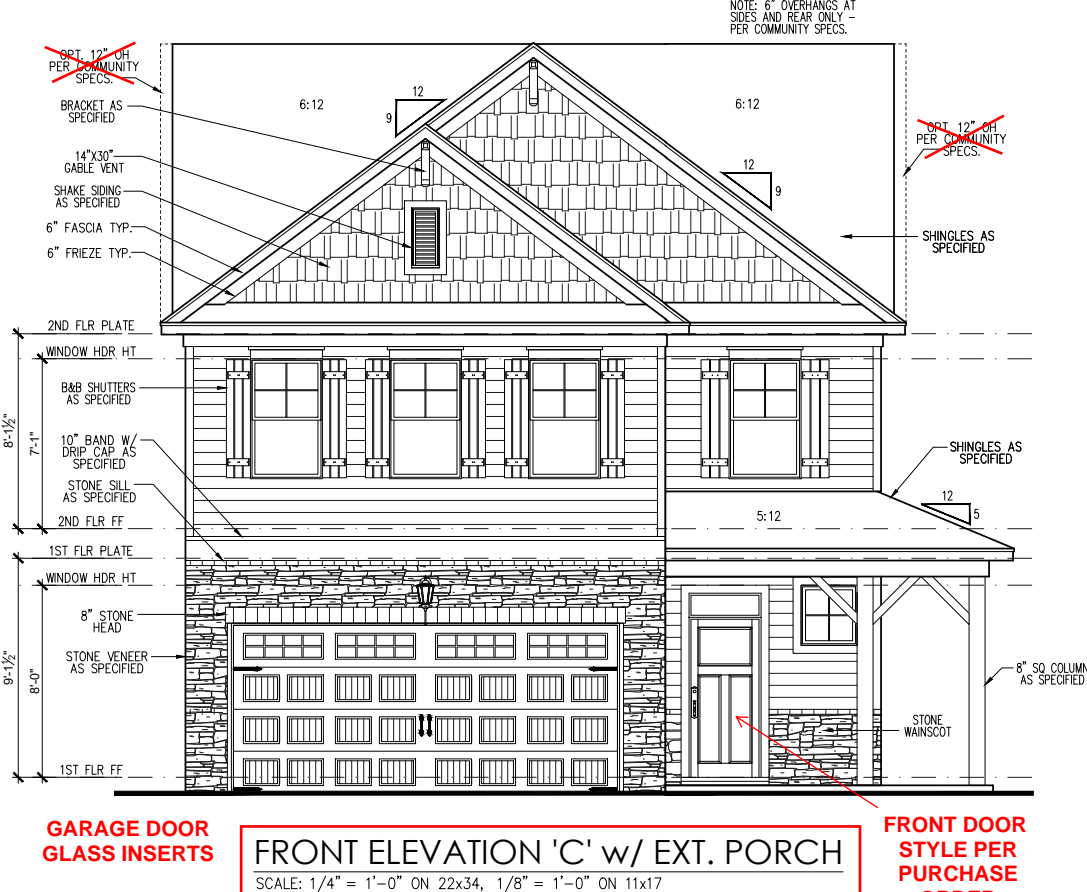 NOTE: 6" OVERHANGS AT
SIDES AND REAR ONLY –
PER COMMUNITY SPECS.
OPT. 12" OH
PER COMMUNITY
SPECS.
BRACKET AS
SPECIFIED
14"X30"
GABLE VENT
SHAKE SIDING
AS SPECIFIED
6" FASCIA TYP.
6" FRIEZE TYP.
6:12
12
9
6:12
12
9
OPT. 12" OH
PER COMMUNITY
SPECS.
SHINGLES AS
SPECIFIED
2ND FLR PLATE
WINDOW HDR HT
B&B SHUTTERS
AS SPECIFIED
8'-1½"
7'-1"
10" BAND W/
DRIP CAP AS
SPECIFIED
STONE SILL
AS SPECIFIED
2ND FLR FF
SHINGLES AS
SPECIFIED
12
5
5:12
1ST FLR PLATE
WINDOW HDR HT
8" STONE
HEAD
STONE VENEER
AS SPECIFIED
9'-1½"
8'-0"
1ST FLR FF
8" SQ COLUMN
AS SPECIFIED
STONE
WAINSCOT
GARAGE DOOR
GLASS INSERTS
FRONT ELEVATION 'C' w/ EXT. PORCH
SCALE: 1/4" = 1'-0" ON 22x34, 1/8" = 1'-0" ON 11x17
FRONT DOOR
STYLE PER
PURCHASE
ORDER